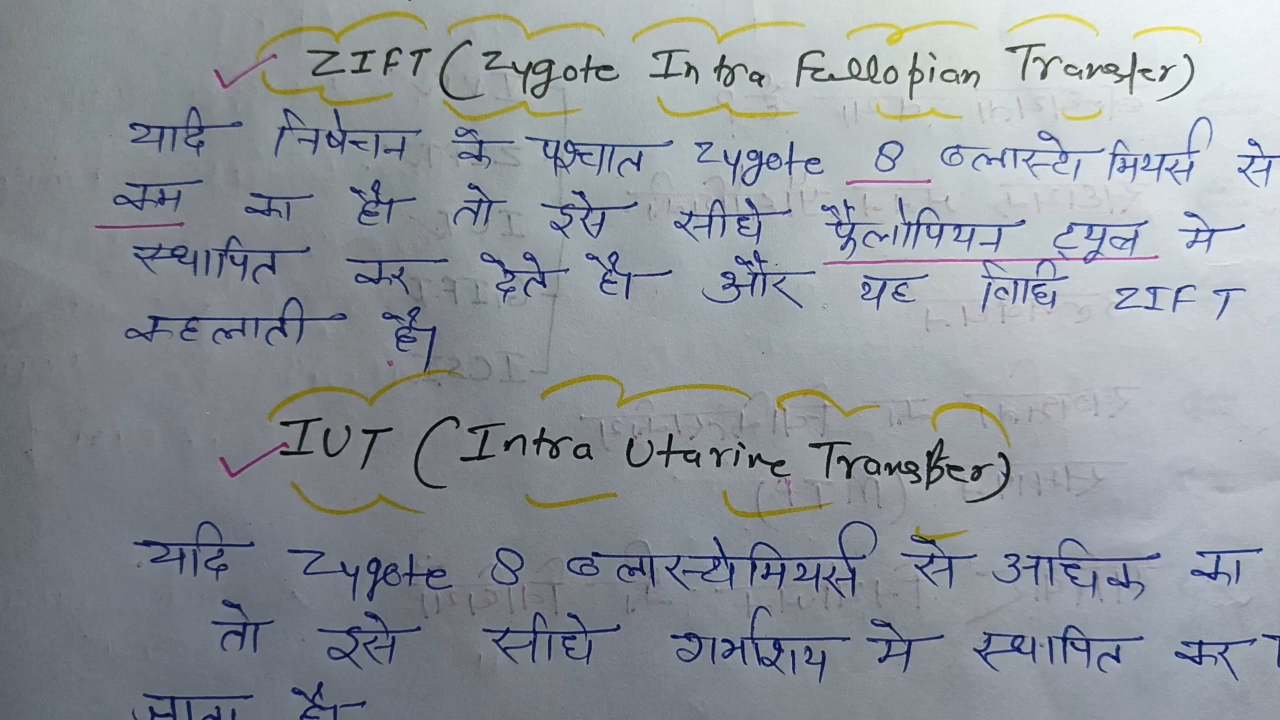 ZIFT (Zygote Intra Fallopian Transfer)
यदि निषेचन के पश्चात Zygote 8 ब्लास्टोमियर्स से
कम का है। तो इसे सीधे फैलोपियन ट्यूब मे
स्थापित कर देते है। और यह विधि ZIFT
कहलाती है।
IUT (Intra Utarine Transfer)
यदि Zygote 8 ब्लास्टोमियर्स से अधिक का
तो इसे सीधे गर्भाशय मे स्थापित कर
जाता है।